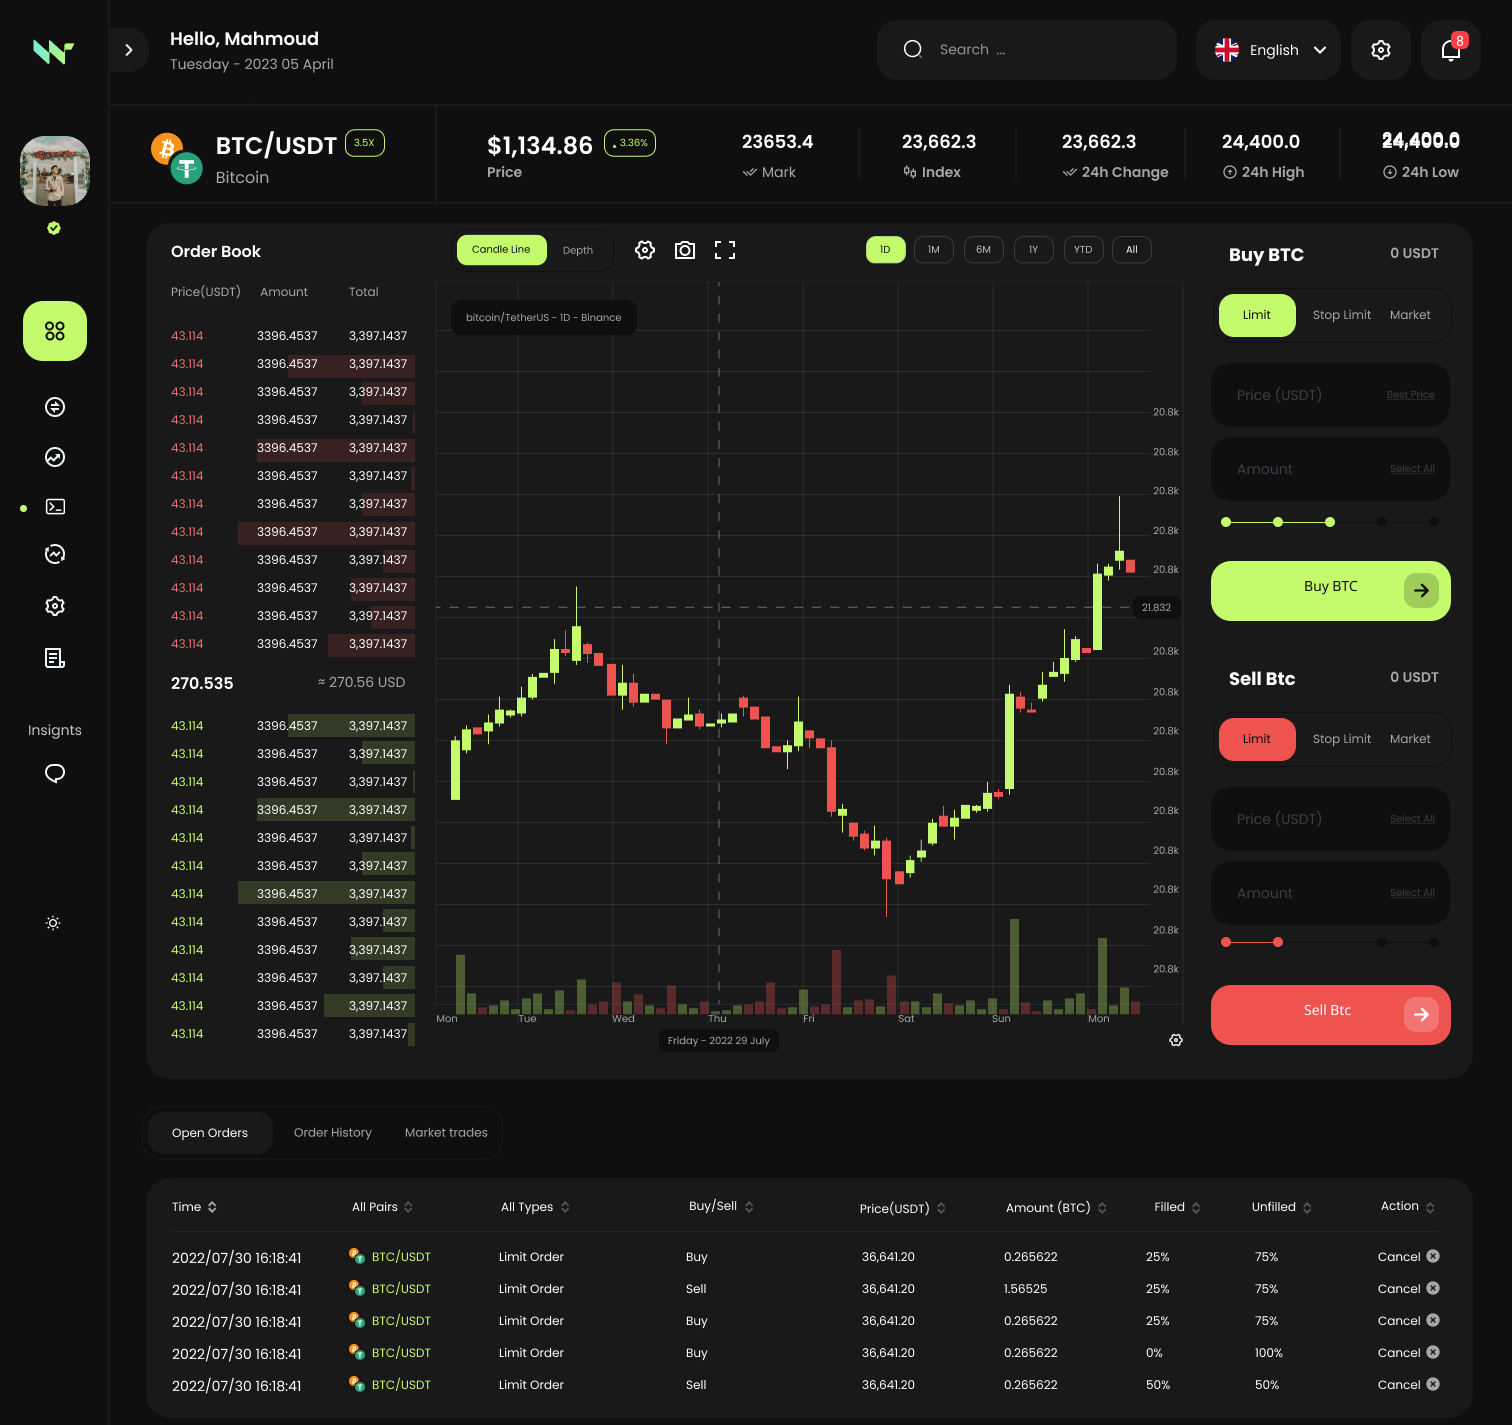 Hello, Mahmoud
Tuesday - 2023 05 April
Search ...
English
8
BTC/USDT 3.5X
Bitcoin
$1,134.86 3.36%
Price
23653.4
Mark
23,662.3
Index
23,662.3
24h Change
24,400.0
24h High
24,400.0
24h Low
Order Book
Price(USDT) Amount Total
43.114 3396.4537 3,397.1437
43.114 3396.4537 3,397.1437
43.114 3396.4537 3,397.1437
43.114 3396.4537 3,397.1437
43.114 3396.4537 3,397.1437
43.114 3396.4537 3,397.1437
43.114 3396.4537 3,397.1437
43.114 3396.4537 3,397.1437
43.114 3396.4537 3,397.1437
43.114 3396.4537 3,397.1437
43.114 3396.4537 3,397.1437
43.114 3396.4537 3,397.1437
270.535 ≈ 270.56 USD
43.114 3396.4537 3,397.1437
43.114 3396.4537 3,397.1437
43.114 3396.4537 3,397.1437
43.114 3396.4537 3,397.1437
43.114 3396.4537 3,397.1437
43.114 3396.4537 3,397.1437
43.114 3396.4537 3,397.1437
43.114 3396.4537 3,397.1437
43.114 3396.4537 3,397.1437
43.114 3396.4537 3,397.1437
43.114 3396.4537 3,397.1437
43.114 3396.4537 3,397.1437
Insights
Candle Line Depth
1D 1M 6M 1Y YTD All
bitcoin/TetherUS - 1D - Binance
20.8k
20.8k
20.8k
20.8k
20.8k
21.832
20.8k
20.8k
20.8k
20.8k
20.8k
20.8k
20.8k
20.8k
20.8k
Mon Tue Wed Thu Fri Sat Sun Mon
Friday - 2022 29 July
Buy BTC 0 USDT
Limit Stop Limit Market
Price (USDT) Best Price
Amount Select All
Buy BTC
Sell Btc 0 USDT
Limit Stop Limit Market
Price (USDT) Select All
Amount Select All
Sell Btc
Open Orders Order History Market trades
Time All Pairs All Types Buy/Sell Price(USDT) Amount (BTC) Filled Unfilled Action
2022/07/30 16:18:41 BTC/USDT Limit Order Buy 36,641.20 0.265622 25% 75% Cancel
2022/07/30 16:18:41 BTC/USDT Limit Order Sell 36,641.20 1.56525 25% 75% Cancel
2022/07/30 16:18:41 BTC/USDT Limit Order Buy 36,641.20 0.265622 25% 75% Cancel
2022/07/30 16:18:41 BTC/USDT Limit Order Buy 36,641.20 0.265622 0% 100% Cancel
2022/07/30 16:18:41 BTC/USDT Limit Order Sell 36,641.20 0.265622 50% 50% Cancel